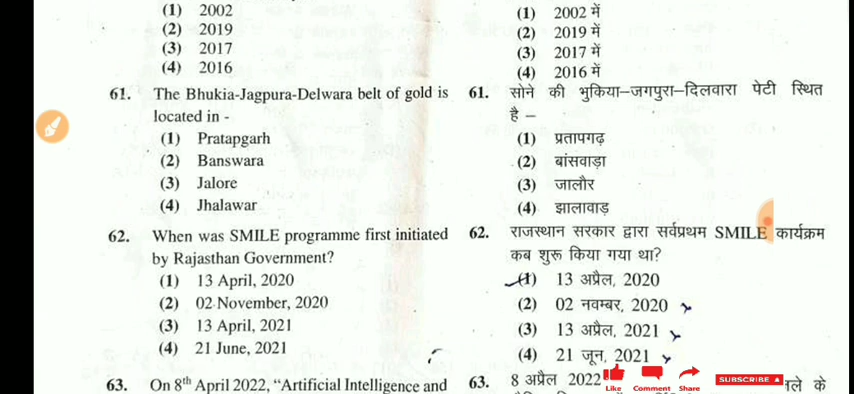 (1) 2002
(2) 2019
(3) 2017
(4) 2016
61. The Bhukia-Jagpura-Delwara belt of gold is
located in -
(1) Pratapgarh
(2) Banswara
(3) Jalore
(4) Jhalawar
62. When was SMILE programme first initiated
by Rajasthan Government?
(1) 13 April, 2020
(2) 02 November, 2020
(3) 13 April, 2021
(4) 21 June, 2021
63. On 8th April 2022, “Artificial Intelligence and
(1) 2002 में
(2) 2019 में
(3) 2017 में
(4) 2016 में
61. सोने की भुकिया–जगपुरा–दिलवारा पेटी स्थित
है –
(1) प्रतापगढ़
(2) बांसवाड़ा
(3) जालौर
(4) झालावाड़
62. राजस्थान सरकार द्वारा सर्वप्रथम SMILE कार्यक्रम
कब शुरू किया गया था?
(1) 13 अप्रैल, 2020
(2) 02 नवम्बर, 2020
(3) 13 अप्रैल, 2021
(4) 21 जून, 2021
63. 8 अप्रैल 2022
के
Like Comment Share
SUBSCRIBE